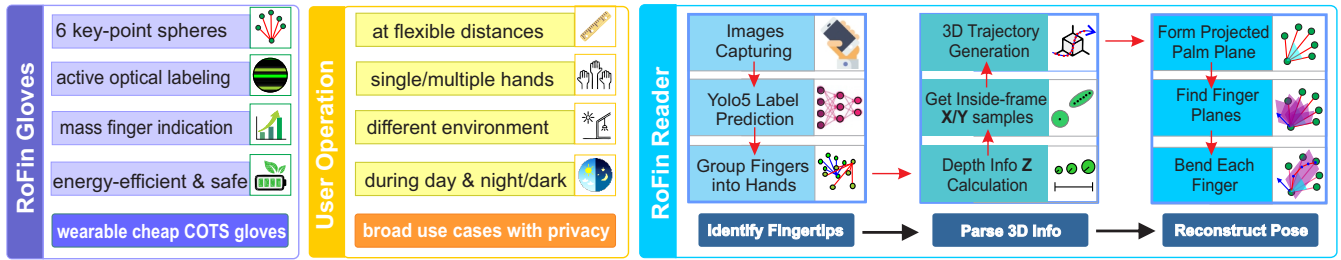 RoFin Gloves
6 key-point spheres
active optical labeling
mass finger indication
energy-efficient & safe
wearable cheap COTS gloves
User Operation
at flexible distances
single/multiple hands
different environment
during day & night/dark
broad use cases with privacy
RoFin Reader
Images
Capturing
Yolo5 Label
Prediction
Group Fingers
into Hands
Identify Fingertips
3D Trajectory
Generation
Get Inside-frame
X/Y samples
Depth Info Z
Calculation
Parse 3D Info
Form Projected
Palm Plane
Find Finger
Planes
Bend Each
Finger
Reconstruct Pose